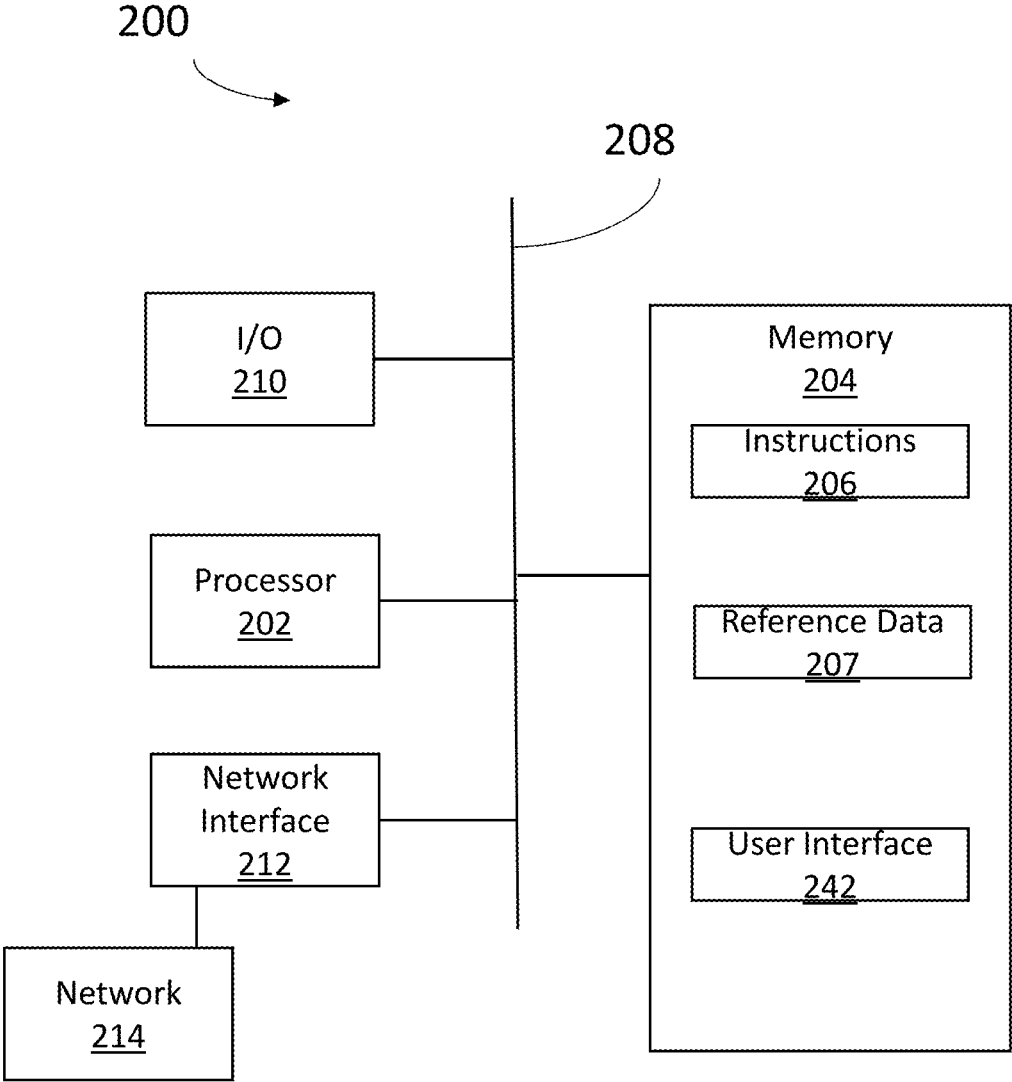 200
208
I/O
210
Memory
204
Instructions
206
Processor
202
Reference Data
207
Network
Interface
212
User Interface
242
Network
214